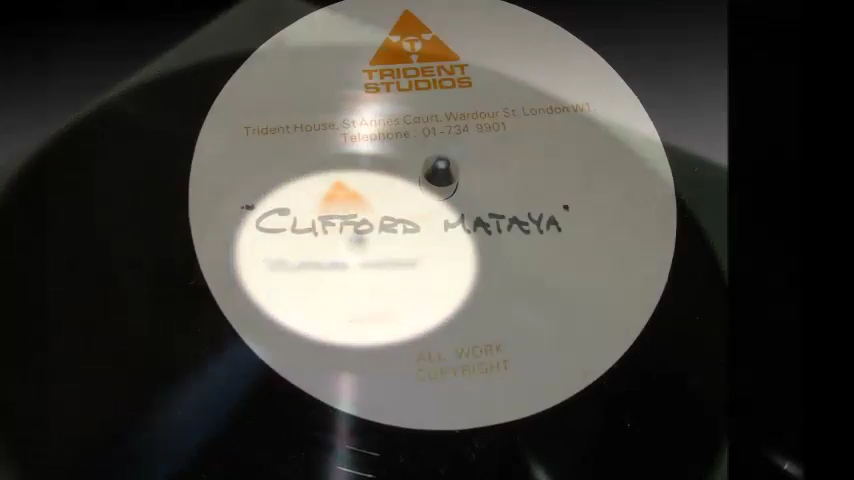 TRIDENT
STUDIOS
Trident House, St Annes Court, Wardour St. London W1.
Telephone: 01-734 9901
"CLIFFORD MATAYA"
ALL WORK
COPYRIGHT